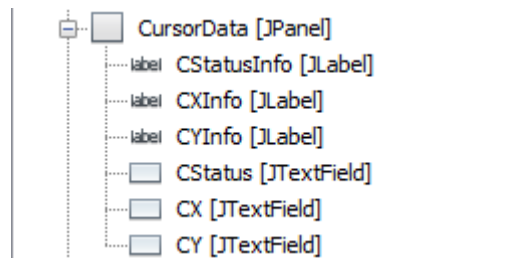 CursorData [JPanel]
label CStatusInfo [JLabel]
label CXInfo [JLabel]
label CYInfo [JLabel]
CStatus [JTextField]
CX [JTextField]
CY [JTextField]